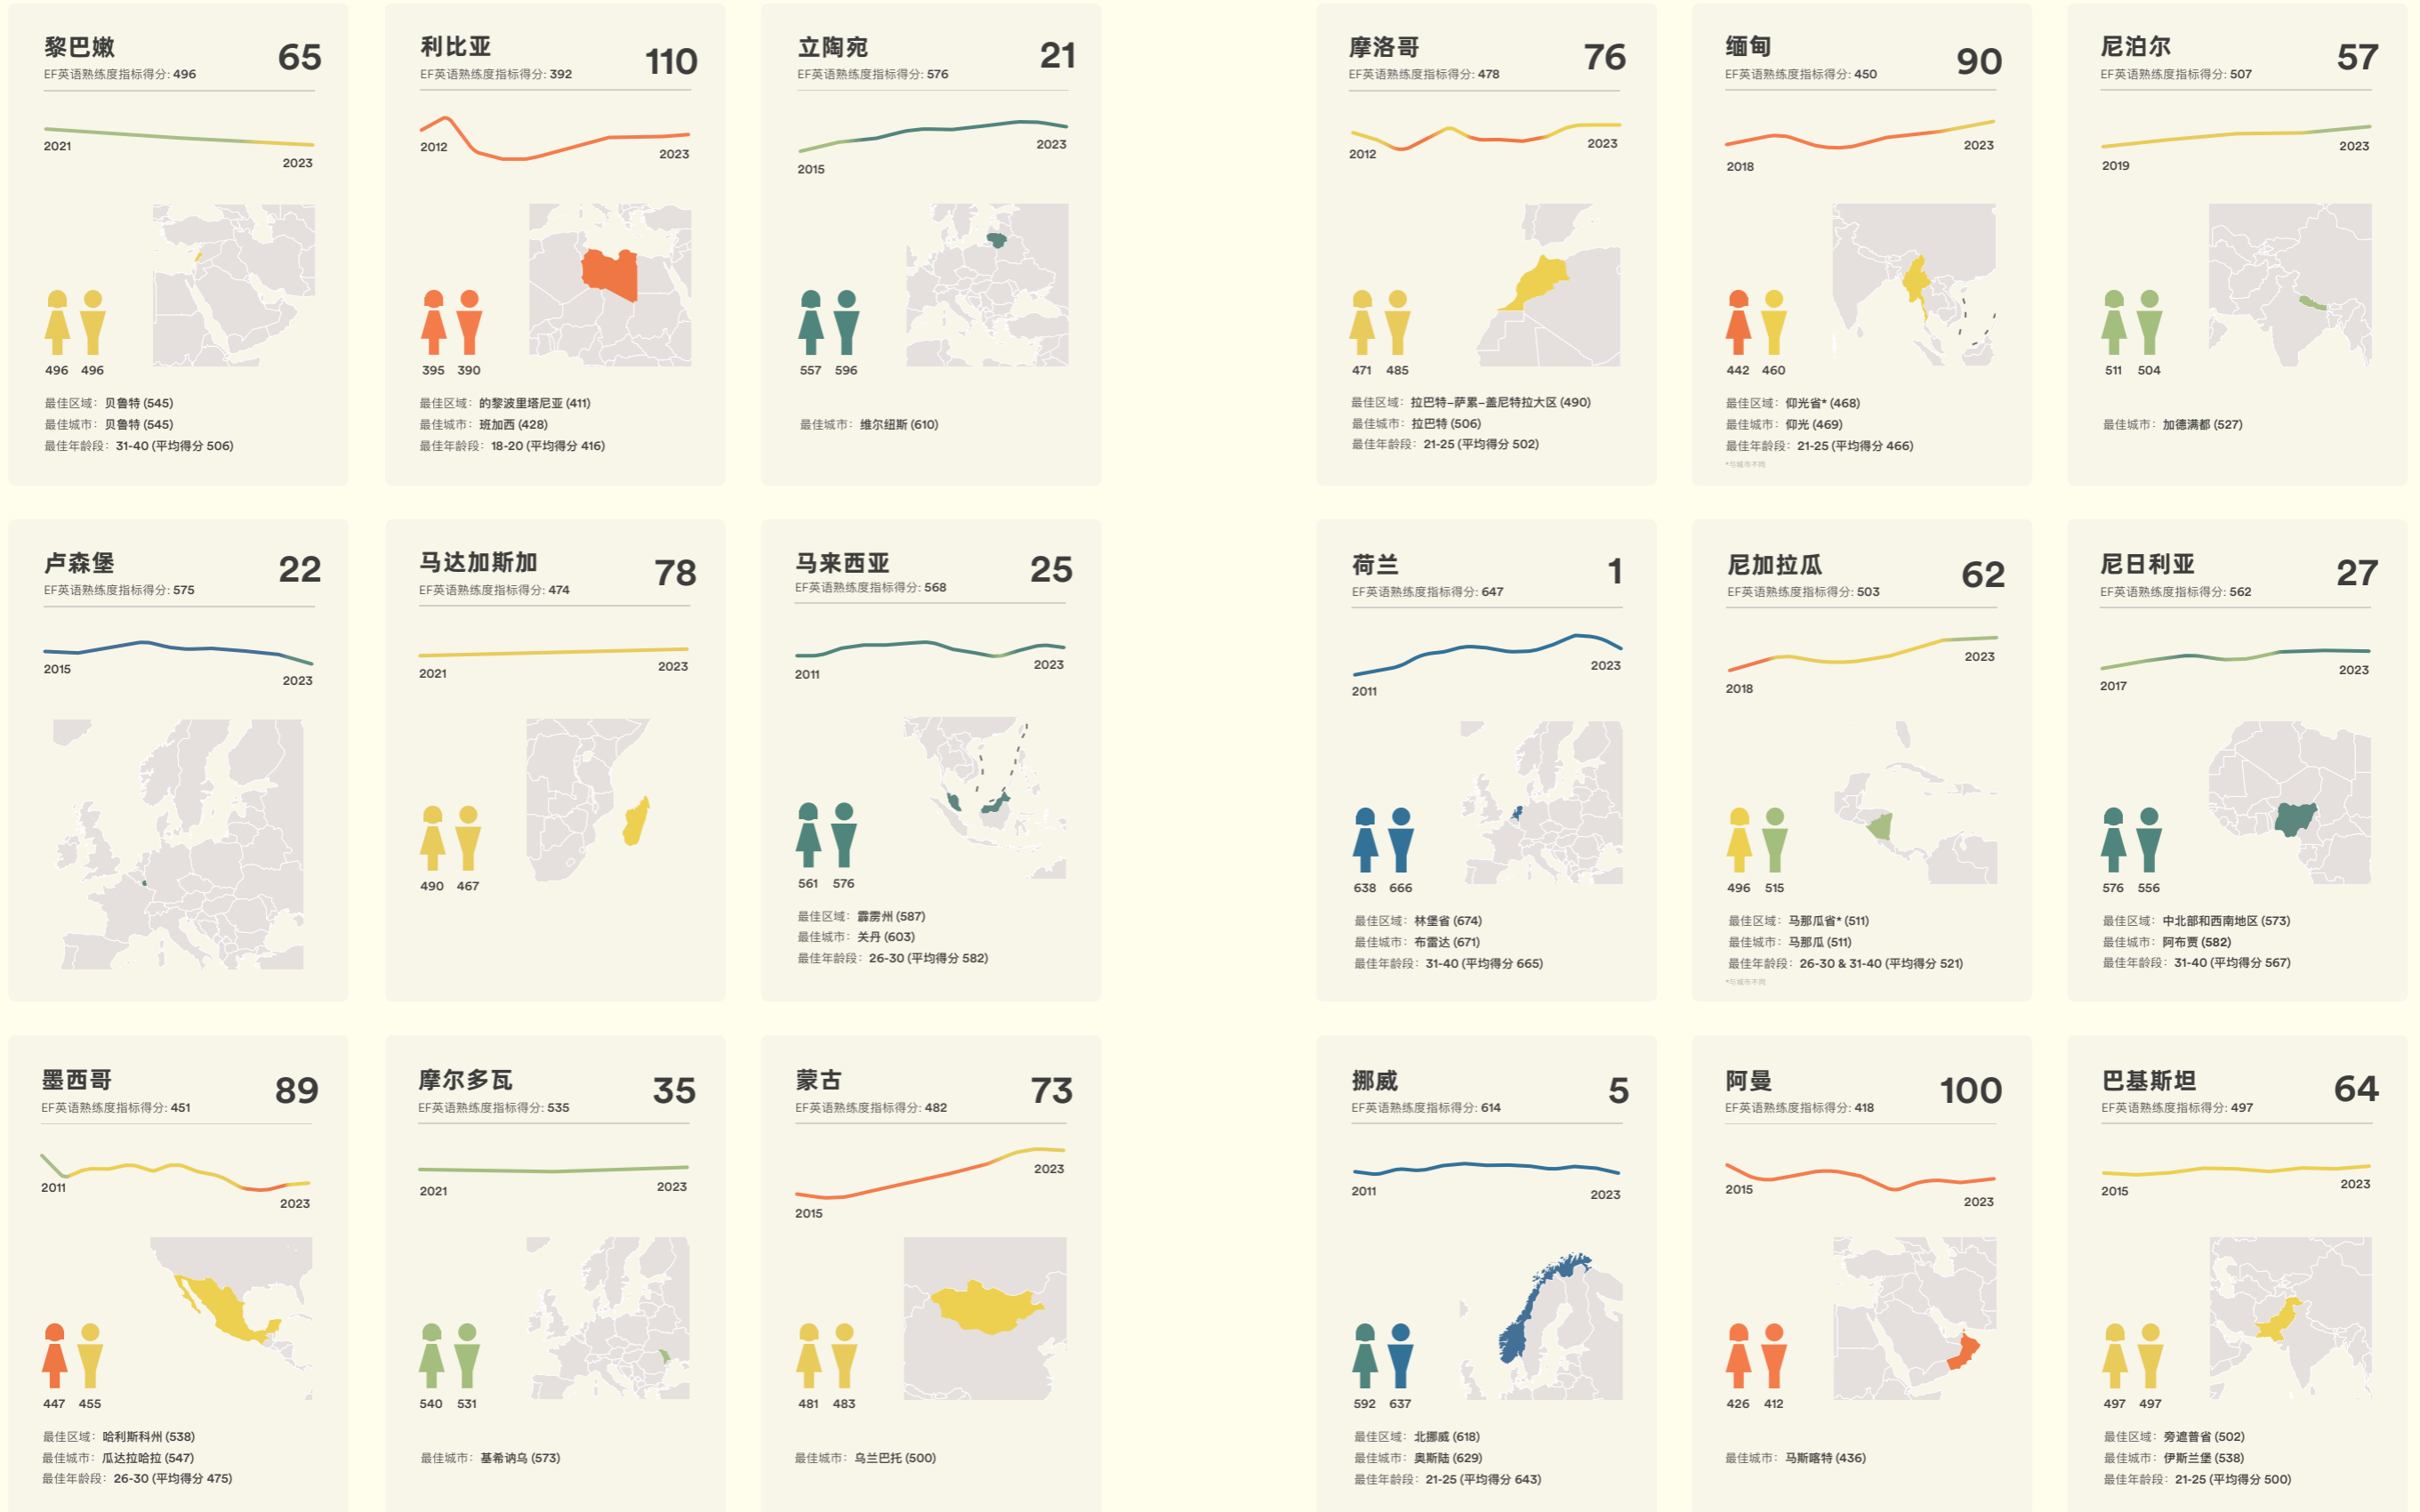 黎巴嫩
65
EF英语熟练度指标得分: 496
2021
2023
496 496
最佳区域：贝鲁特 (545)
最佳城市：贝鲁特 (545)
最佳年龄段：31-40 (平均得分 506)
利比亚
110
EF英语熟练度指标得分: 392
2012
2023
395 390
最佳区域：的黎波里塔尼亚 (411)
最佳城市：班加西 (428)
最佳年龄段：18-20 (平均得分 416)
立陶宛
21
EF英语熟练度指标得分: 576
2015
2023
557 596
最佳城市：维尔纽斯 (610)
摩洛哥
76
EF英语熟练度指标得分: 478
2012
2023
471 485
最佳区域：拉巴特–萨累–盖尼特拉大区 (490)
最佳城市：拉巴特 (506)
最佳年龄段：21-25 (平均得分 502)
缅甸
90
EF英语熟练度指标得分: 450
2018
2023
442 460
最佳区域：仰光省* (468)
最佳城市：仰光 (469)
最佳年龄段：21-25 (平均得分 466)
*与城市不同
尼泊尔
57
EF英语熟练度指标得分: 507
2019
2023
511 504
最佳城市：加德满都 (527)
卢森堡
22
EF英语熟练度指标得分: 575
2015
2023
马达加斯加
78
EF英语熟练度指标得分: 474
2021
2023
490 467
马来西亚
25
EF英语熟练度指标得分: 568
2011
2023
561 576
最佳区域：霹雳州 (587)
最佳城市：关丹 (603)
最佳年龄段：26-30 (平均得分 582)
荷兰
1
EF英语熟练度指标得分: 647
2011
2023
638 666
最佳区域：林堡省 (674)
最佳城市：布雷达 (671)
最佳年龄段：31-40 (平均得分 665)
尼加拉瓜
62
EF英语熟练度指标得分: 503
2018
2023
496 515
最佳区域：马那瓜省* (511)
最佳城市：马那瓜 (511)
最佳年龄段：26-30 & 31-40 (平均得分 521)
*与城市不同
尼日利亚
27
EF英语熟练度指标得分: 562
2017
2023
576 556
最佳区域：中北部和西南地区 (573)
最佳城市：阿布贾 (582)
最佳年龄段：31-40 (平均得分 567)
墨西哥
89
EF英语熟练度指标得分: 451
2011
2023
447 455
最佳区域：哈利斯科州 (538)
最佳城市：瓜达拉哈拉 (547)
最佳年龄段：26-30 (平均得分 475)
摩尔多瓦
35
EF英语熟练度指标得分: 535
2021
2023
540 531
最佳城市：基希讷乌 (573)
蒙古
73
EF英语熟练度指标得分: 482
2015
2023
481 483
最佳城市：乌兰巴托 (500)
挪威
5
EF英语熟练度指标得分: 614
2011
2023
592 637
最佳区域：北挪威 (618)
最佳城市：奥斯陆 (629)
最佳年龄段：21-25 (平均得分 643)
阿曼
100
EF英语熟练度指标得分: 418
2015
2023
426 412
最佳城市：马斯喀特 (436)
巴基斯坦
64
EF英语熟练度指标得分: 497
2015
2023
497 497
最佳区域：旁遮普省 (502)
最佳城市：伊斯兰堡 (538)
最佳年龄段：21-25 (平均得分 500)